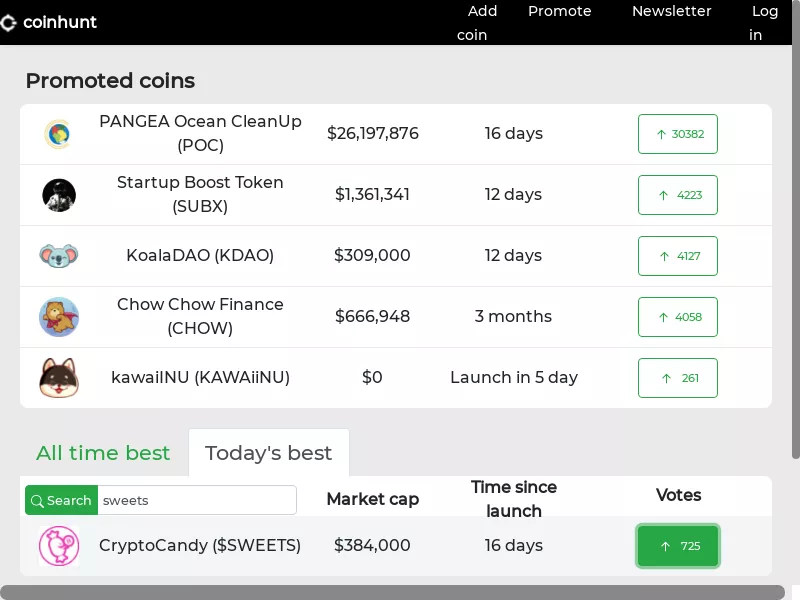 coinhunt
Add
coin
Promote
Newsletter
Log
in
Promoted coins
PANGEA Ocean CleanUp
(POC)
$26,197,876
16 days
30382
Startup Boost Token
(SUBX)
$1,361,341
12 days
4223
KoalaDAO (KDAO)
$309,000
12 days
4127
Chow Chow Finance
(CHOW)
$666,948
3 months
4058
kawaiINU (KAWAiiNU)
$0
Launch in 5 day
261
All time best
Today's best
Search
sweets
Market cap
Time since
launch
Votes
CryptoCandy ($SWEETS)
$384,000
16 days
725